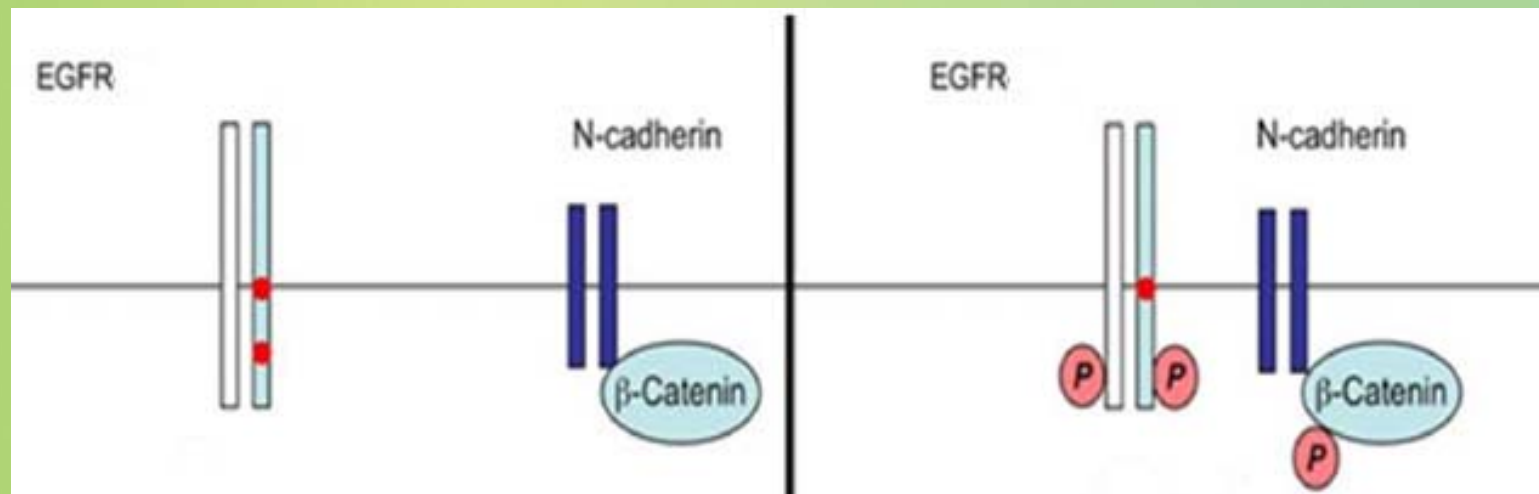 EGFR
N-cadherin
β-Catenin
EGFR
N-cadherin
P
P
β-Catenin
P